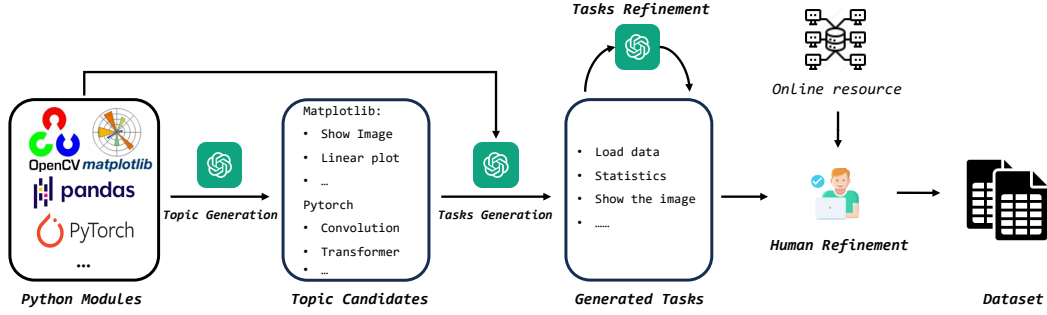 Tasks Refinement
Online resource
OpenCV
matplotlib
pandas
PyTorch
...
Python Modules
Topic Generation
Matplotlib:
• Show Image
• Linear plot
• …
Pytorch
• Convolution
• Transformer
• …
Topic Candidates
Tasks Generation
• Load data
• Statistics
• Show the image
• ……
Generated Tasks
Human Refinement
Dataset